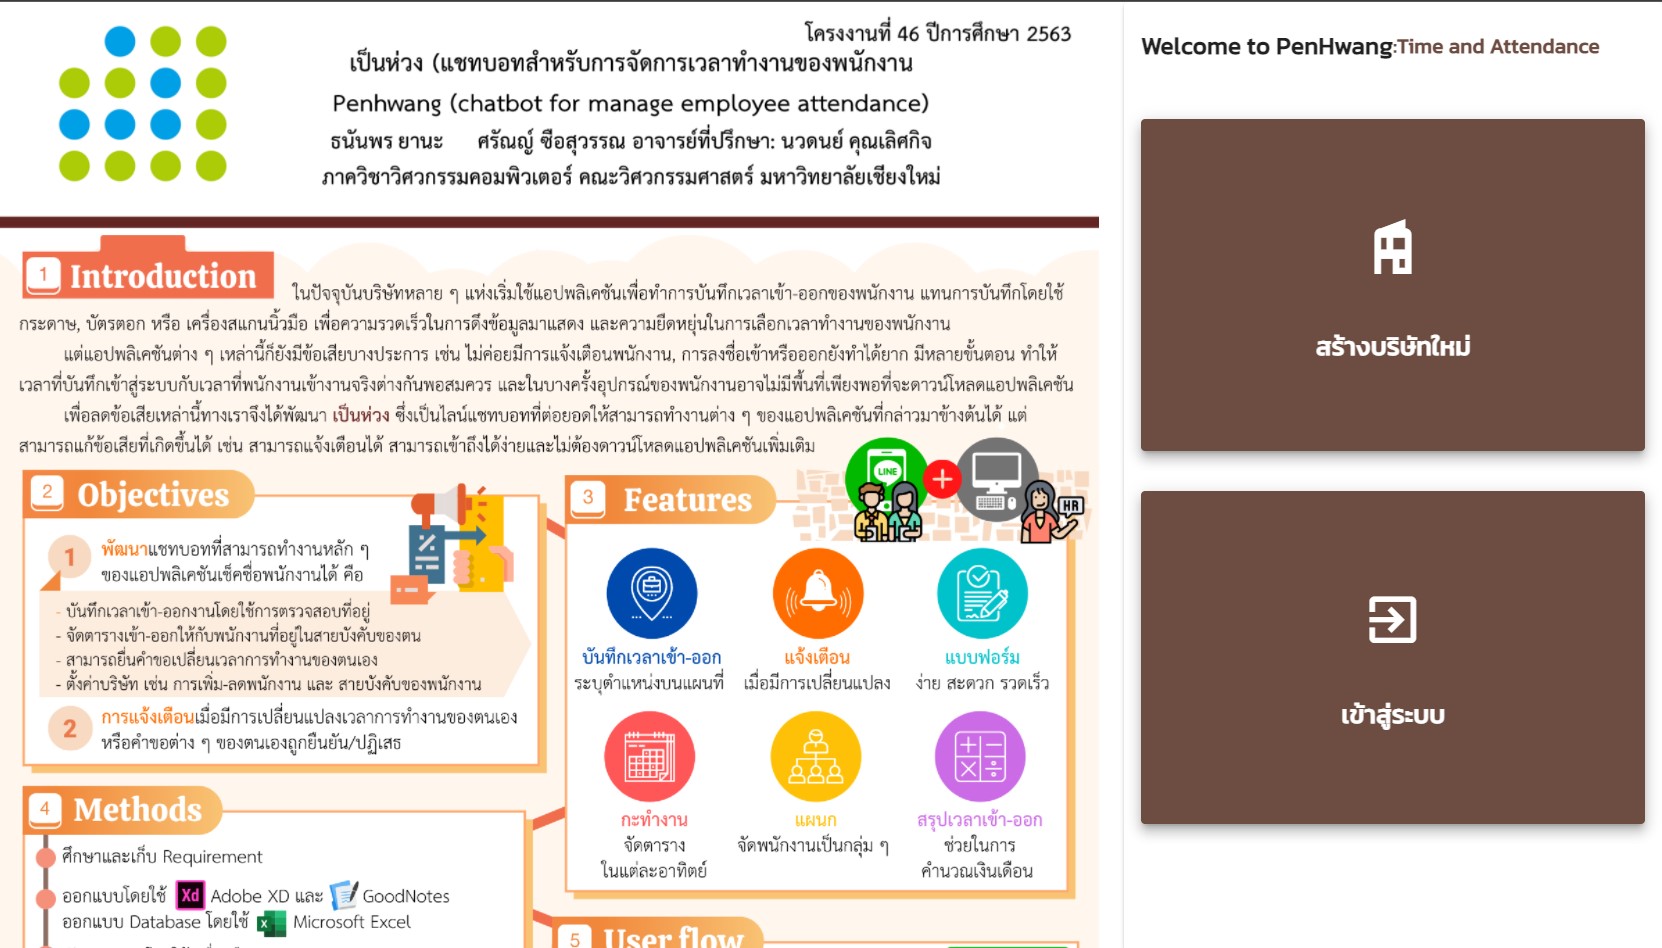 โครงงานที่ 46 ปีการศึกษา 2563
เป็นห่วง (แชทบอทสำหรับการจัดการเวลาทำงานของพนักงาน
Penhwang (chatbot for manage employee attendance)
ธนันพร ยานะ ศรัณญ์ ซือสุวรรณ อาจารย์ที่ปรึกษา: นวดนย์ คุณเลิศกิจ
ภาควิชาวิศวกรรมคอมพิวเตอร์ คณะวิศวกรรมศาสตร์ มหาวิทยาลัยเชียงใหม่
1 Introduction
ในปัจจุบันบริษัทหลาย ๆ แห่งเริ่มใช้แอปพลิเคชันเพื่อทำการบันทึกเวลาเข้า-ออกของพนักงาน แทนการบันทึกโดยใช้
กระดาษ, บัตรตอก หรือ เครื่องสแกนนิ้วมือ เพื่อความรวดเร็วในการดึงข้อมูลมาแสดง และความยืดหยุ่นในการเลือกเวลาทำงานของพนักงาน
แต่แอปพลิเคชันต่าง ๆ เหล่านี้ก็ยังมีข้อเสียบางประการ เช่น ไม่ค่อยมีการแจ้งเตือนพนักงาน, การลงชื่อเข้าหรือออกยังทำได้ยาก มีหลายขั้นตอน ทำให้
เวลาที่บันทึกเข้าสู่ระบบกับเวลาที่พนักงานเข้างานจริงต่างกันพอสมควร และในบางครั้งอุปกรณ์ของพนักงานอาจไม่มีพื้นที่เพียงพอที่จะดาวน์โหลดแอปพลิเคชัน
เพื่อลดข้อเสียเหล่านี้ทางเราจึงได้พัฒนา เป็นห่วง ซึ่งเป็นไลน์แชทบอทที่ต่อยอดให้สามารถทำงานต่าง ๆ ของแอปพลิเคชันที่กล่าวมาข้างต้นได้ แต่
สามารถแก้ข้อเสียที่เกิดขึ้นได้ เช่น สามารถแจ้งเตือนได้ สามารถเข้าถึงได้ง่ายและไม่ต้องดาวน์โหลดแอปพลิเคชันเพิ่มเติม
2 Objectives
1 พัฒนาแชทบอทที่สามารถทำงานหลัก ๆ
ของแอปพลิเคชันเช็คชื่อพนักงานได้ คือ
- บันทึกเวลาเข้า-ออกงานโดยใช้การตรวจสอบที่อยู่
- จัดตารางเข้า-ออกให้กับพนักงานที่อยู่ในสายบังคับของตน
- สามารถยื่นคำขอเปลี่ยนเวลาการทำงานของตนเอง
- ตั้งค่าบริษัท เช่น การเพิ่ม-ลดพนักงาน และ สายบังคับของพนักงาน
2 การแจ้งเตือนเมื่อมีการเปลี่ยนแปลงเวลาการทำงานของตนเอง
หรือคำขอต่าง ๆ ของตนเองถูกยืนยัน/ปฏิเสธ
3 Features
LINE
HR
บันทึกเวลาเข้า-ออก
ระบุตำแหน่งบนแผนที่
แจ้งเตือน
เมื่อมีการเปลี่ยนแปลง
แบบฟอร์ม
ง่าย สะดวก รวดเร็ว
กะทำงาน
จัดตาราง
ในแต่ละอาทิตย์
แผนก
จัดพนักงานเป็นกลุ่ม ๆ
สรุปเวลาเข้า-ออก
ช่วยในการ
คำนวณเงินเดือน
4 Methods
ศึกษาและเก็บ Requirement
ออกแบบโดยใช้ Xd Adobe XD และ GoodNotes
ออกแบบ Database โดยใช้ X Microsoft Excel
5 User flow
Welcome to PenHwang:Time and Attendance
สร้างบริษัทใหม่
เข้าสู่ระบบ